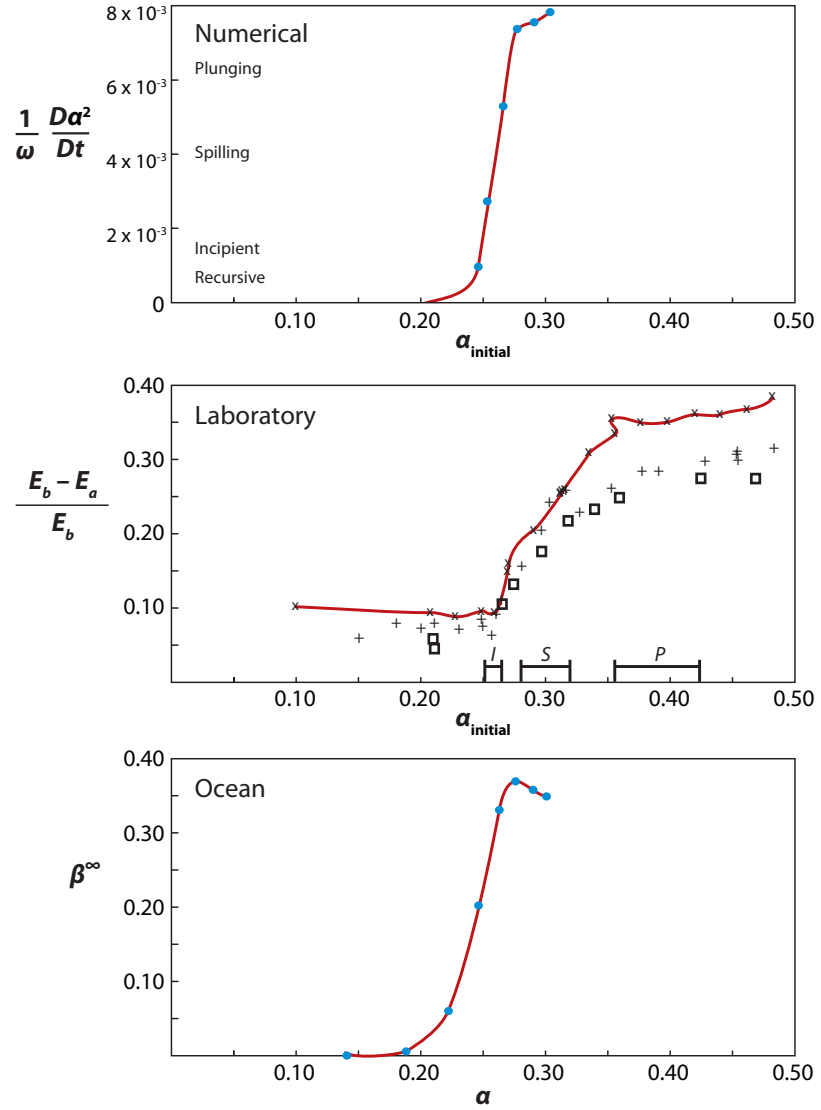 Numerical
8 x 10⁻³
Plunging
6 x 10⁻³
1/ω Dα²/Dt
Spilling
4 x 10⁻³
2 x 10⁻³
Incipient
Recursive
0
0.10 0.20 0.30 0.40 0.50
α initial
0.40
Laboratory
0.30
E_b – E_a
E_b
0.20
0.10
I S P
0.10 0.20 0.30 0.40 0.50
α initial
0.40
Ocean
0.30
β∞
0.20
0.10
0.10 0.20 0.30 0.40 0.50
α